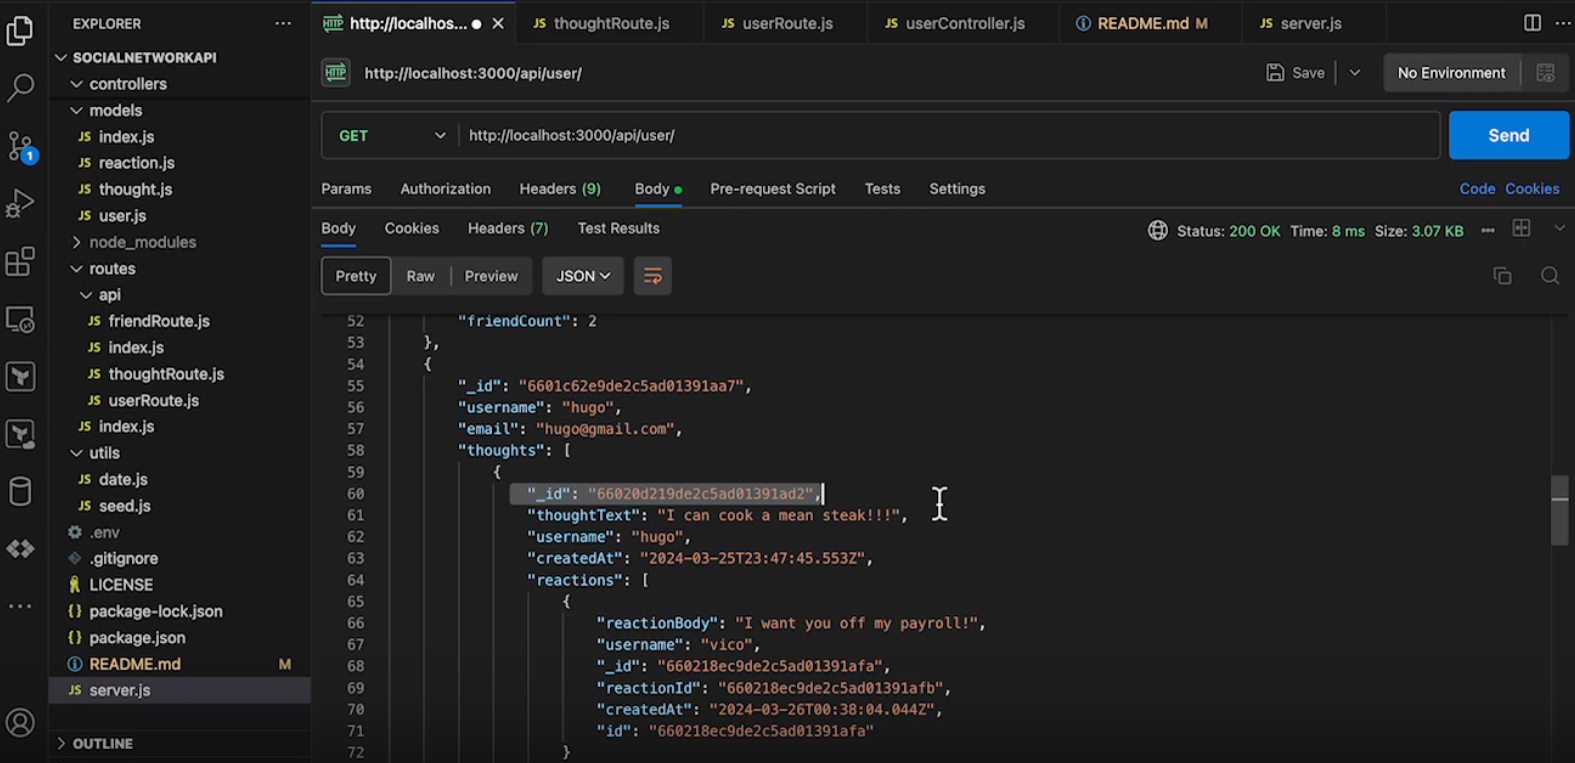 EXPLORER
SOCIALNETWORKAPI
controllers
models
JS index.js
JS reaction.js
JS thought.js
JS user.js
node_modules
routes
api
JS friendRoute.js
JS index.js
JS thoughtRoute.js
JS userRoute.js
JS index.js
utils
JS date.js
JS seed.js
.env
.gitignore
LICENSE
{} package-lock.json
{} package.json
README.md M
JS server.js
OUTLINE
1
HTTP http://localhos... JS thoughtRoute.js JS userRoute.js JS userController.js README.md M JS server.js
HTTP http://localhost:3000/api/user/ Save No Environment
GET http://localhost:3000/api/user/ Send
Params Authorization Headers (9) Body Pre-request Script Tests Settings Code Cookies
Body Cookies Headers (7) Test Results Status: 200 OK Time: 8 ms Size: 3.07 KB
Pretty Raw Preview JSON
52 "friendCount": 2
53 },
54 {
55 "_id": "6601c62e9de2c5ad01391aa7",
56 "username": "hugo",
57 "email": "hugo@gmail.com",
58 "thoughts": [
59 {
60 "_id": "66020d219de2c5ad01391ad2",
61 "thoughtText": "I can cook a mean steak!!!",
62 "username": "hugo",
63 "createdAt": "2024-03-25T23:47:45.553Z",
64 "reactions": [
65 {
66 "reactionBody": "I want you off my payroll!",
67 "username": "vico",
68 "_id": "660218ec9de2c5ad01391afa",
69 "reactionId": "660218ec9de2c5ad01391afb",
70 "createdAt": "2024-03-26T00:38:04.044Z",
71 "id": "660218ec9de2c5ad01391afa"
72 }